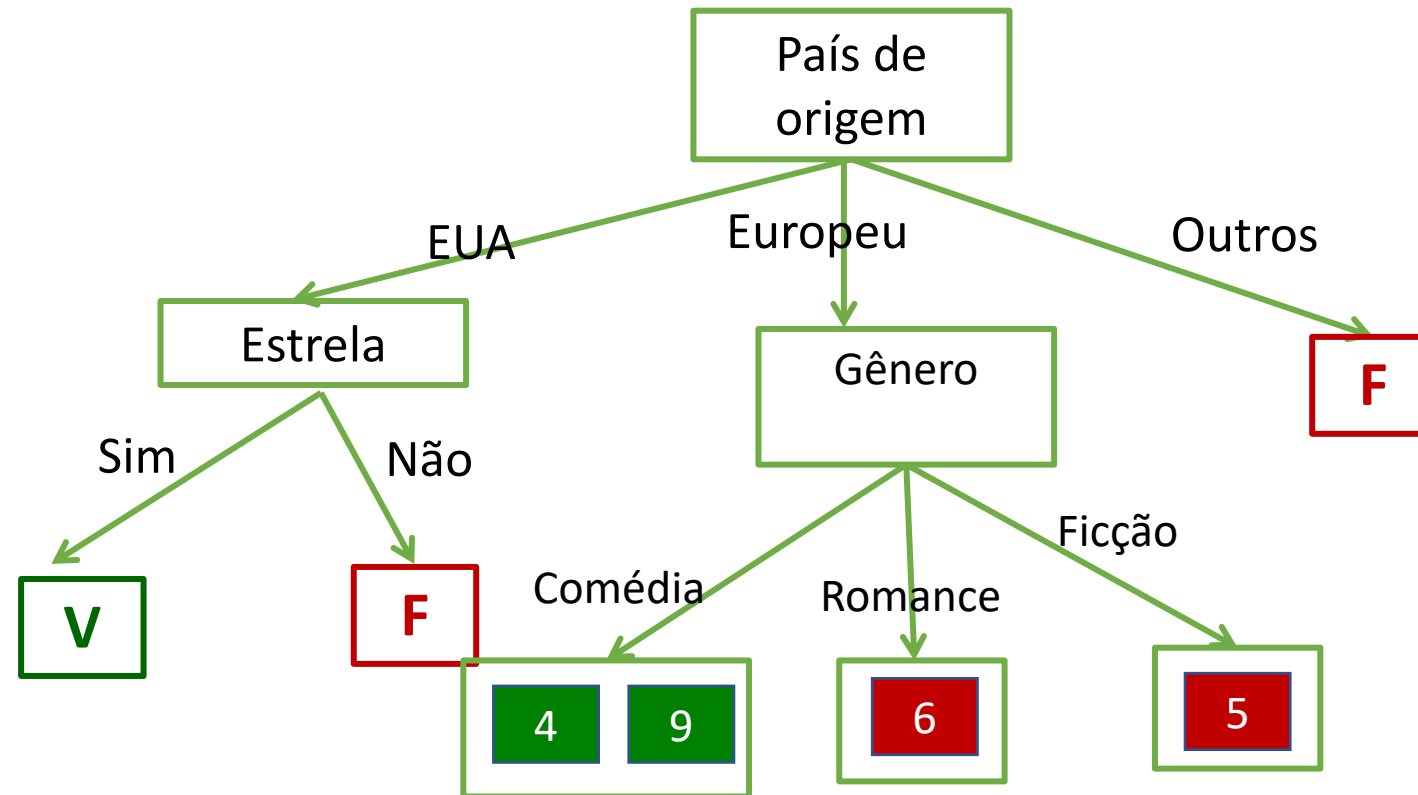 País de
origem
EUA
Europeu
Outros
Estrela
Gênero
F
Sim
Não
Ficção
Comédia
Romance
V
F
4
9
6
5